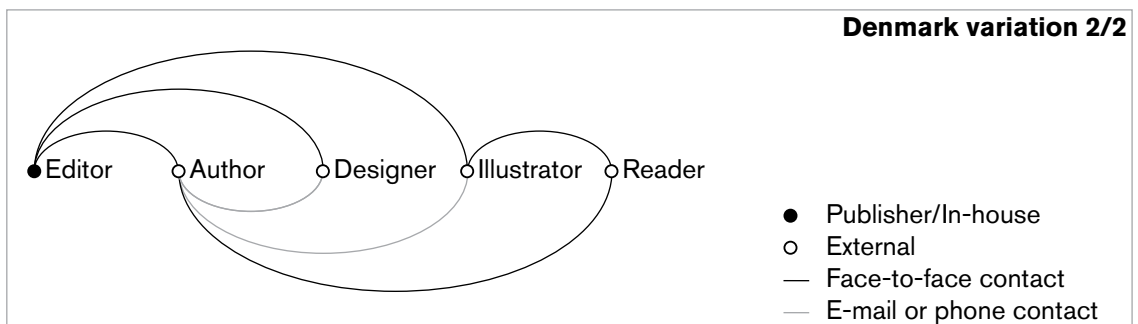 Denmark variation 2/2
Editor Author Designer Illustrator Reader
Publisher/In-house
External
Face-to-face contact
E-mail or phone contact